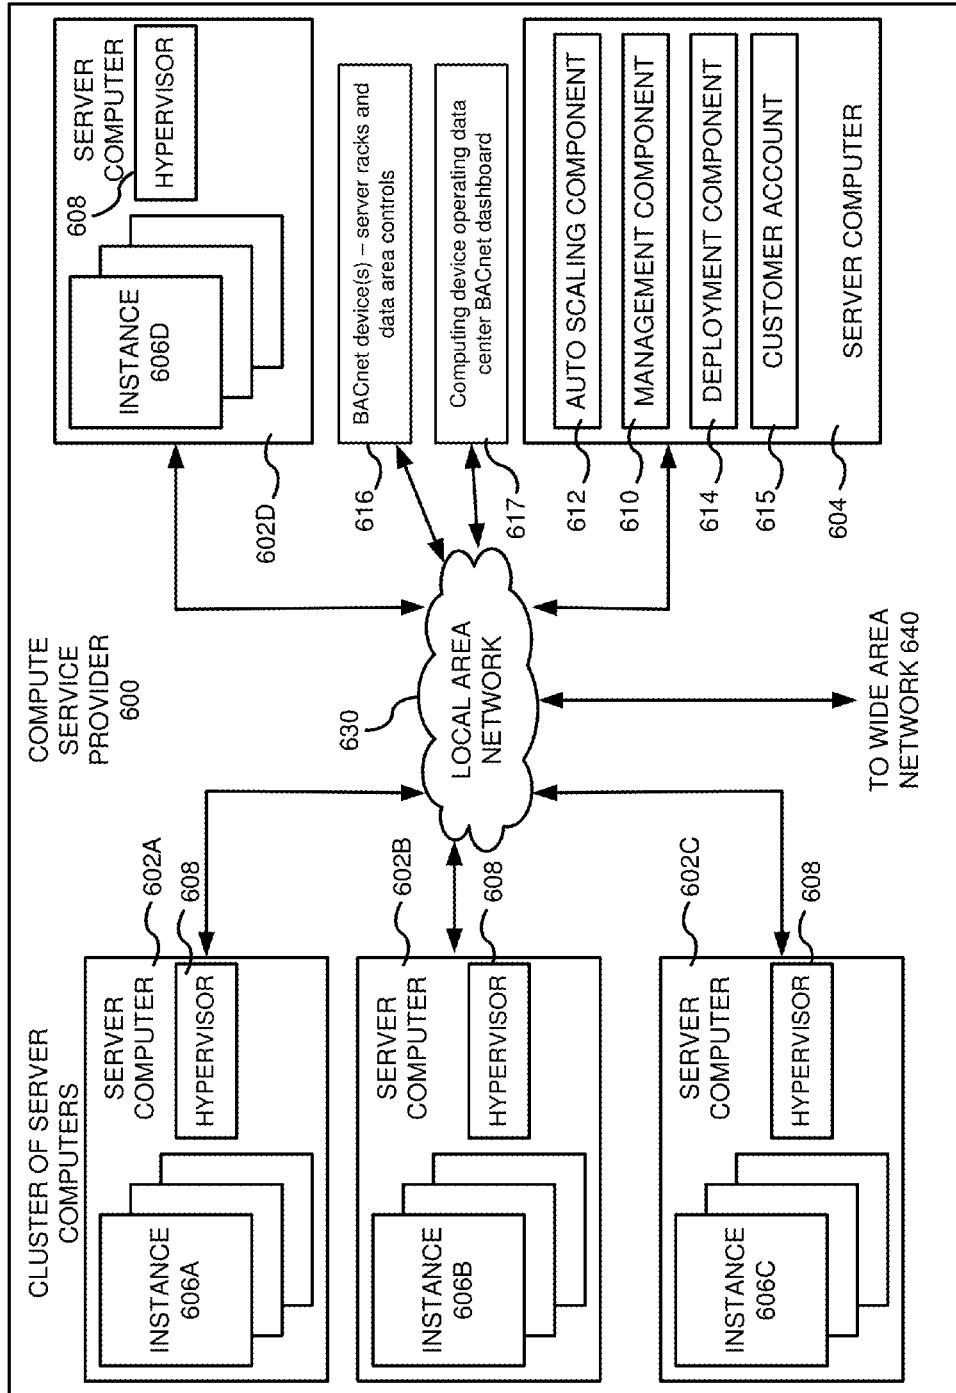 COMPUTE
SERVICE
PROVIDER
600
CLUSTER OF SERVER
COMPUTERS
SERVER
COMPUTER
602A
HYPERVISOR
608
INSTANCE
606A
SERVER
COMPUTER
602B
HYPERVISOR
608
INSTANCE
606B
SERVER
COMPUTER
602C
HYPERVISOR
608
INSTANCE
606C
630
LOCAL AREA
NETWORK
TO WIDE AREA
NETWORK 640
SERVER
COMPUTER
608
HYPERVISOR
INSTANCE
606D
602D
BACnet device(s) – server racks and
data area controls
616
Computing device operating data
center BACnet dashboard
617
AUTO SCALING COMPONENT
612
MANAGEMENT COMPONENT
610
DEPLOYMENT COMPONENT
614
CUSTOMER ACCOUNT
615
SERVER COMPUTER
604